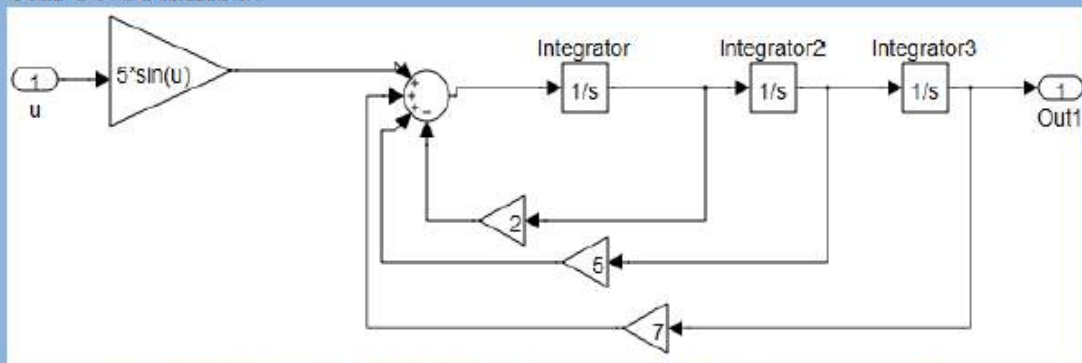 Integrator
Integrator2
Integrator3
1
u
5*sin(u)
+
+
+
−
1/s
1/s
1/s
1
Out1
2
5
7